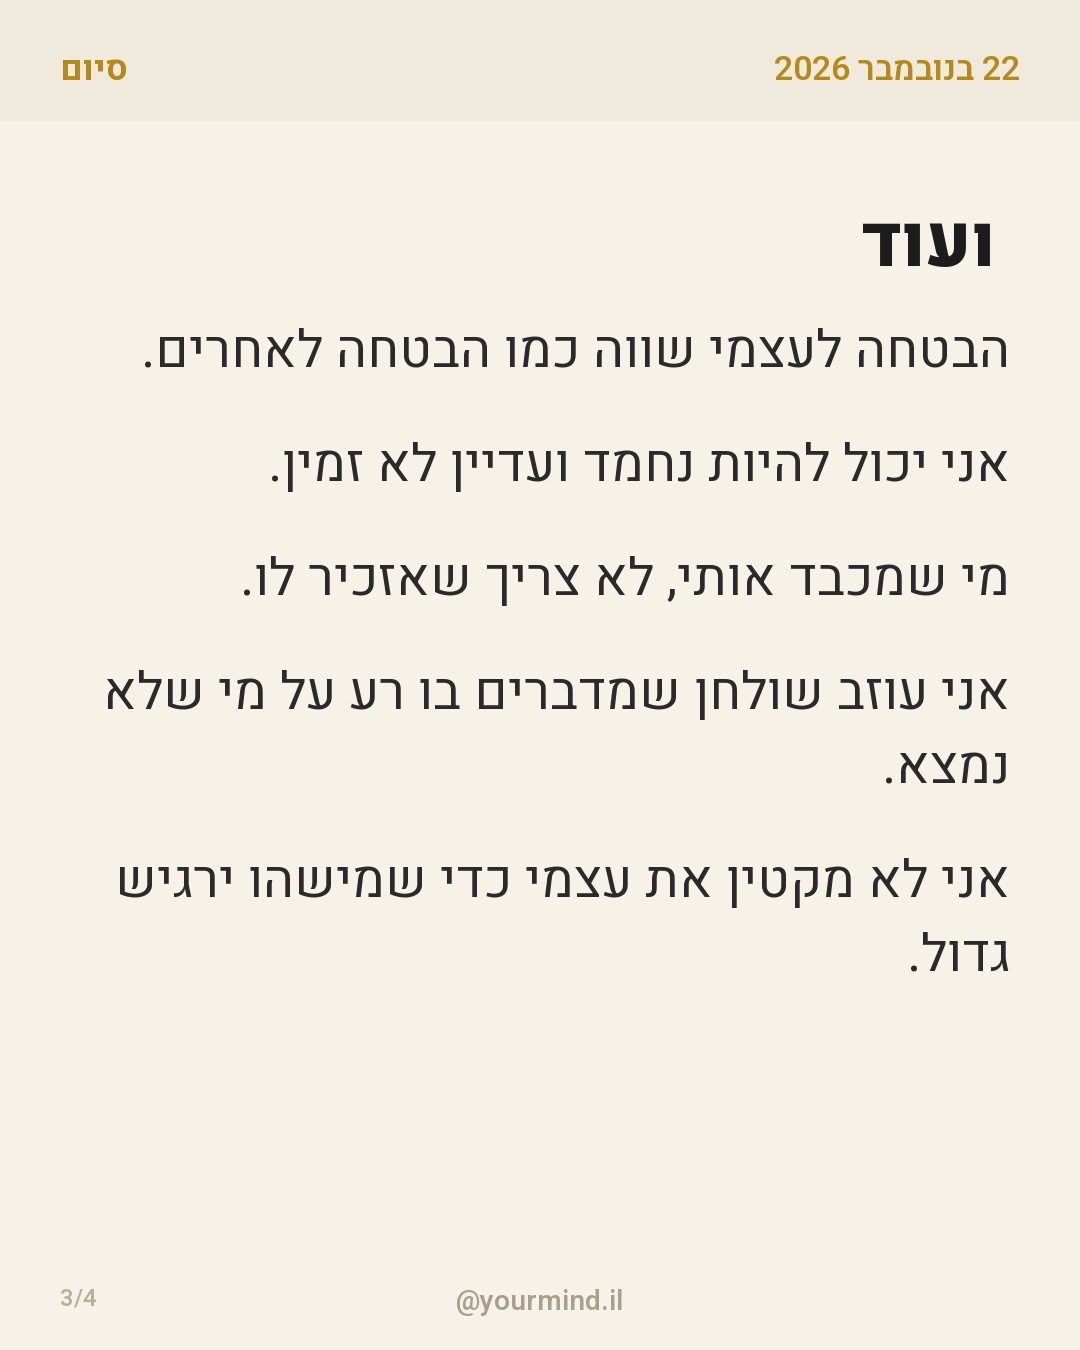 22 בנובמבר 2026
סיום
ועוד
הבטחה לעצמי שווה כמו הבטחה לאחרים.
אני יכול להיות נחמד ועדיין לא זמין.
מי שמכבד אותי, לא צריך שאזכיר לו.
אני עוזב שולחן שמדברים בו רע על מי שלא
נמצא.
אני לא מקטין את עצמי כדי שמישהו ירגיש
גדול.
@yourmind.il
3/4